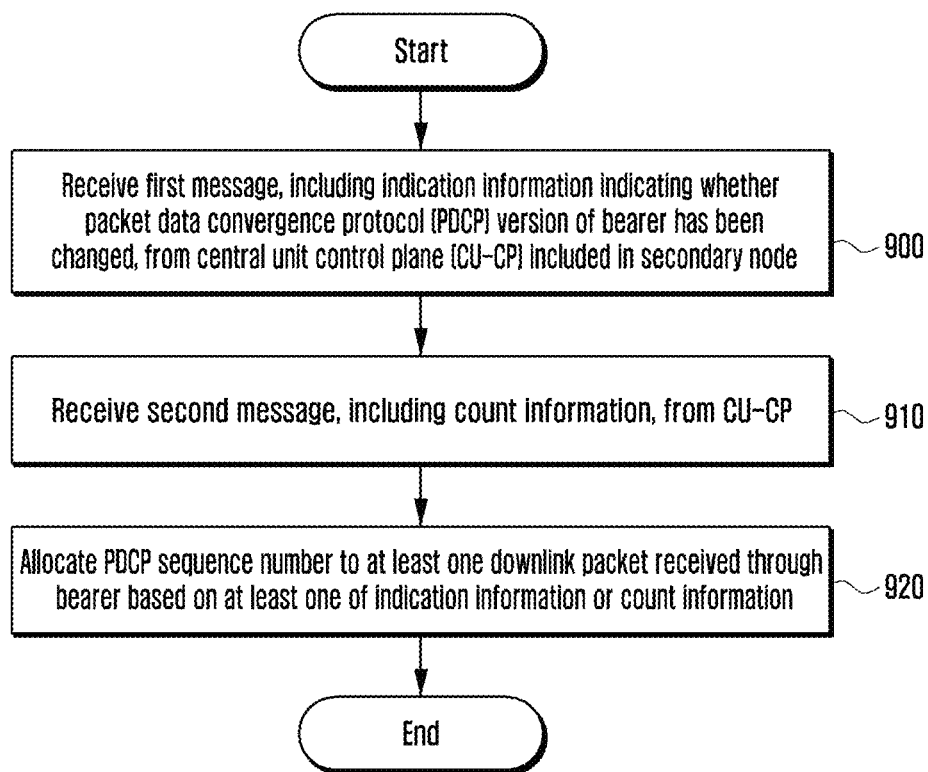 Start
Receive first message, including indication information indicating whether
packet data convergence protocol (PDCP) version of bearer has been
changed, from central unit control plane (CU-CP) included in secondary node
900
Receive second message, including count information, from CU-CP
910
Allocate PDCP sequence number to at least one downlink packet received through
bearer based on at least one of indication information or count information
920
End